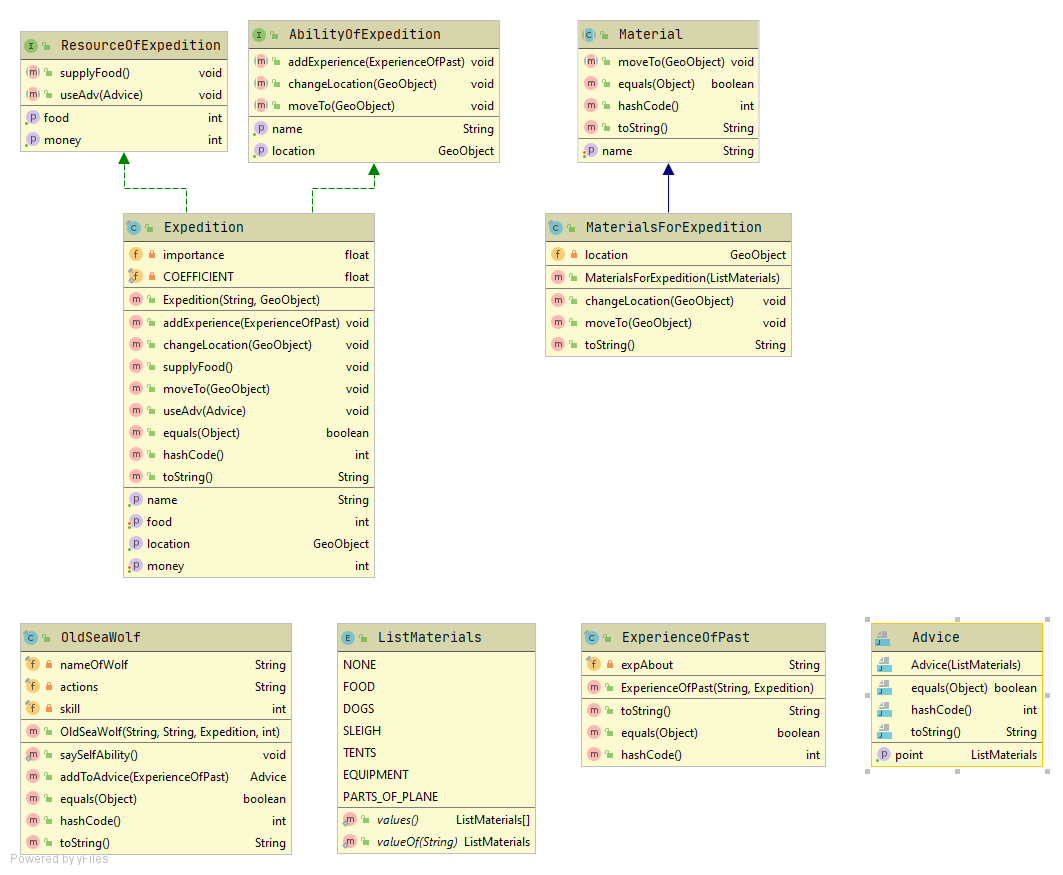 ResourceOfExpedition
supplyFood() void
useAdv(Advice) void
food int
money int
AbilityOfExpedition
addExperience(ExperienceOfPast) void
changeLocation(GeoObject) void
moveTo(GeoObject) void
name String
location GeoObject
Material
moveTo(GeoObject) void
equals(Object) boolean
hashCode() int
toString() String
name String
Expedition
importance float
COEFFICIENT float
Expedition(String, GeoObject)
addExperience(ExperienceOfPast) void
changeLocation(GeoObject) void
supplyFood() void
moveTo(GeoObject) void
useAdv(Advice) void
equals(Object) boolean
hashCode() int
toString() String
name String
food int
location GeoObject
money int
MaterialsForExpedition
location GeoObject
MaterialsForExpedition(ListMaterials)
changeLocation(GeoObject) void
moveTo(GeoObject) void
toString() String
OldSeaWolf
nameOfWolf String
actions String
skill int
OldSeaWolf(String, String, Expedition, int)
saySelfAbility() void
addToAdvice(ExperienceOfPast) Advice
equals(Object) boolean
hashCode() int
toString() String
ListMaterials
NONE
FOOD
DOGS
SLEIGH
TENTS
EQUIPMENT
PARTS_OF_PLANE
values() ListMaterials[]
valueOf(String) ListMaterials
ExperienceOfPast
expAbout String
ExperienceOfPast(String, Expedition)
toString() String
equals(Object) boolean
hashCode() int
Advice
Advice(ListMaterials)
equals(Object) boolean
hashCode() int
toString() String
point ListMaterials
Powered by yFiles